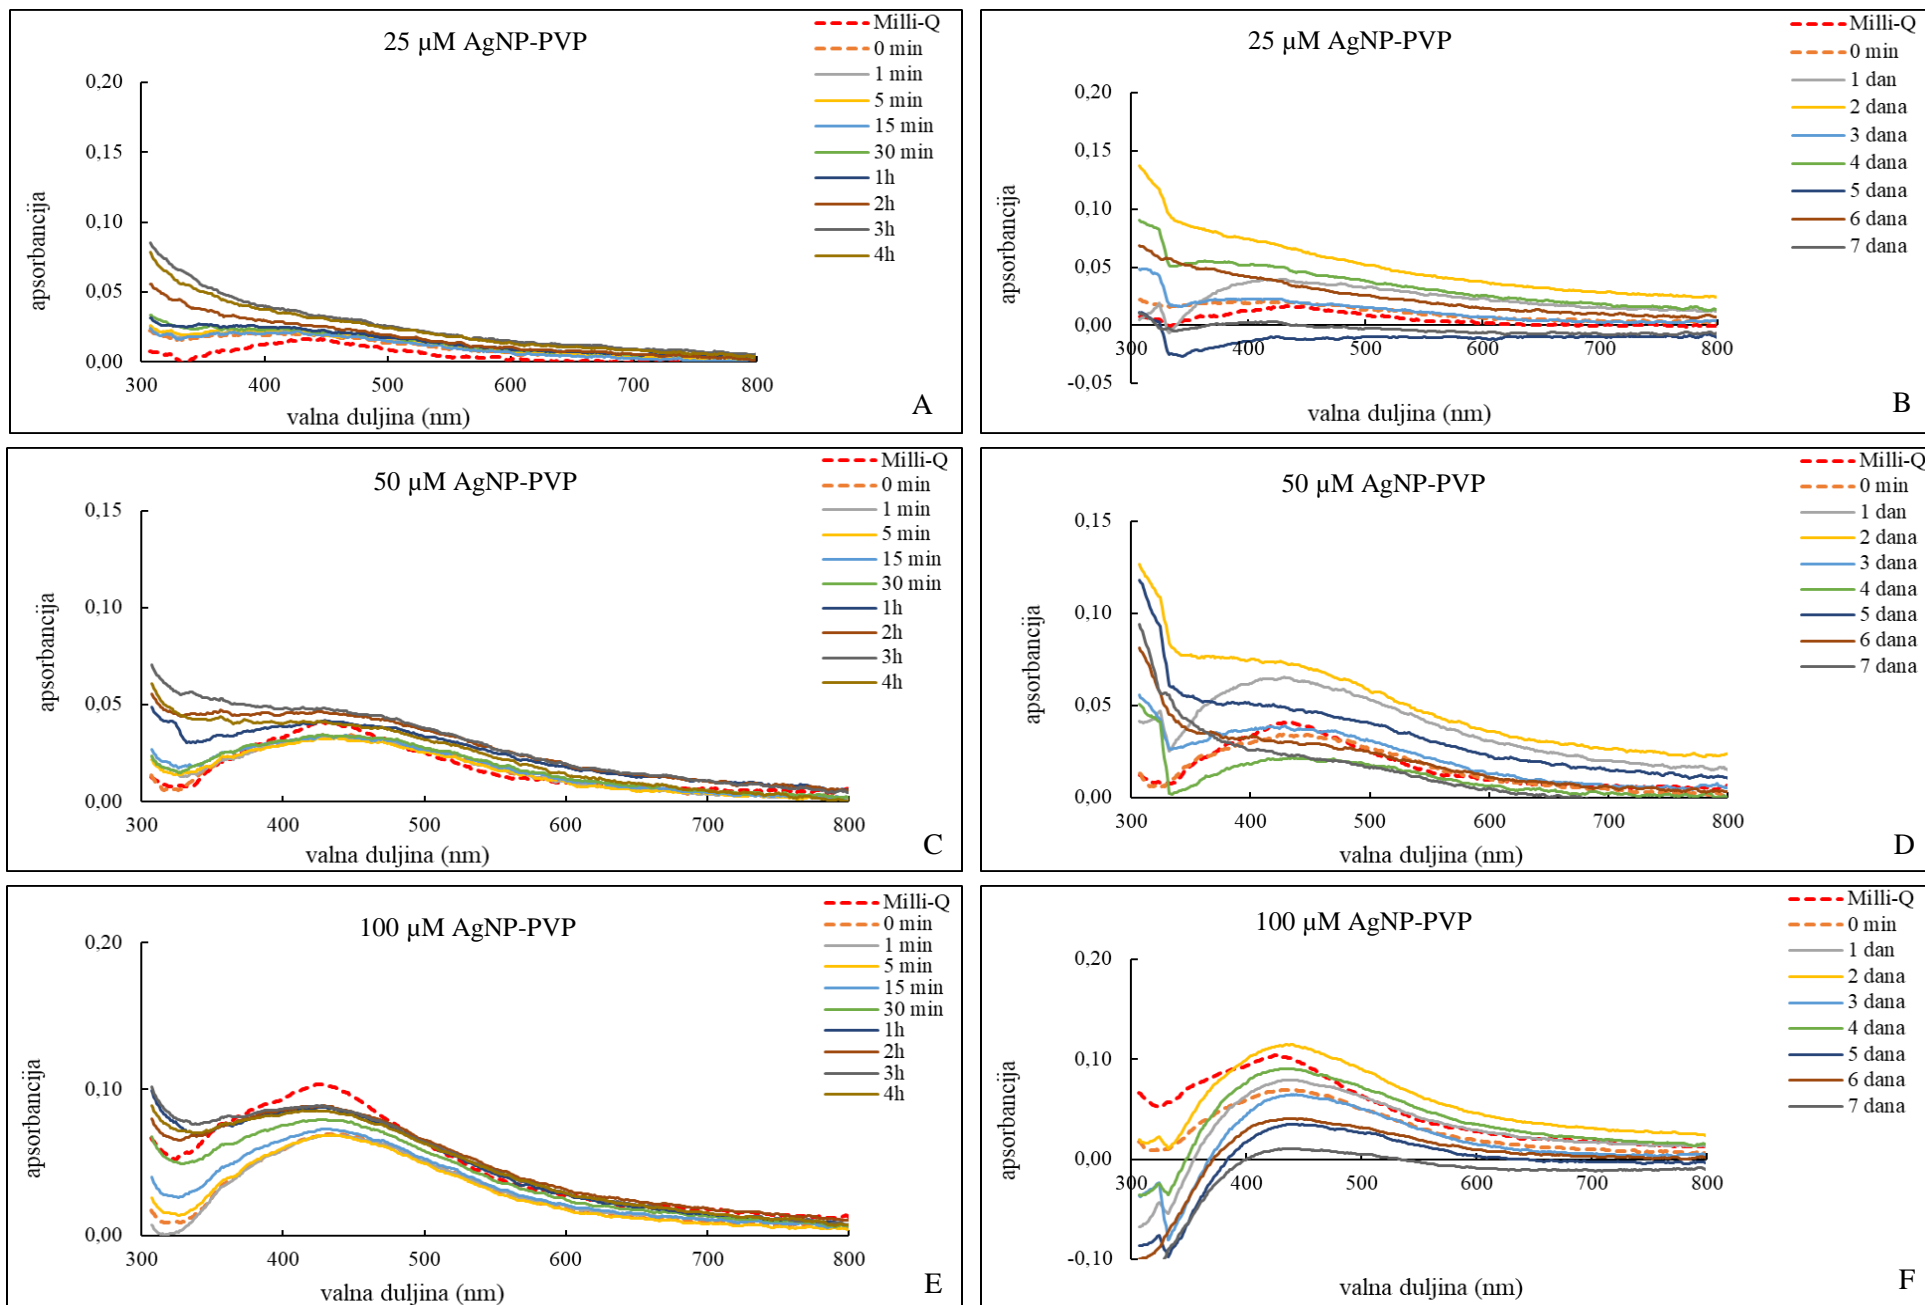 25 µM AgNP-PVP
Milli-Q
0 min
1 min
5 min
15 min
30 min
1h
2h
3h
4h
0,20
0,15
0,10
0,05
0,00
300 400 500 600 700 800
apsorbancija
valna duljina (nm)
A
25 µM AgNP-PVP
Milli-Q
0 min
1 dan
2 dana
3 dana
4 dana
5 dana
6 dana
7 dana
0,20
0,15
0,10
0,05
0,00
-0,05
300 400 500 600 700 800
apsorbancija
valna duljina (nm)
B
50 µM AgNP-PVP
Milli-Q
0 min
1 min
5 min
15 min
30 min
1h
2h
3h
4h
0,15
0,10
0,05
0,00
300 400 500 600 700 800
apsorbancija
valna duljina (nm)
C
50 µM AgNP-PVP
Milli-Q
0 min
1 dan
2 dana
3 dana
4 dana
5 dana
6 dana
7 dana
0,15
0,10
0,05
0,00
300 400 500 600 700 800
apsorbancija
valna duljina (nm)
D
100 µM AgNP-PVP
Milli-Q
0 min
1 min
5 min
15 min
30 min
1h
2h
3h
4h
0,20
0,10
0,00
300 400 500 600 700 800
apsorbancija
valna duljina (nm)
E
100 µM AgNP-PVP
Milli-Q
0 min
1 dan
2 dana
3 dana
4 dana
5 dana
6 dana
7 dana
0,20
0,10
0,00
-0,10
300 400 500 600 700 800
apsorbancija
valna duljina (nm)
F